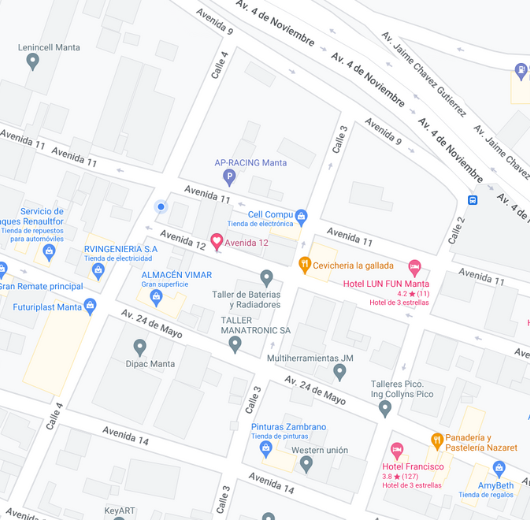 Av. 4 de Noviembre
Avenida 9
Av. Jaime Chavez Gutierrez
Lenincell Manta
Calle 4
Av. 4 de Noviembre
Calle 3
Avenida 9
Av. 4 de Noviembre
Av. Jaime Chavez
Avenida 11
Avenida 11
AP-RACING Manta
P
Avenida 11
Av. 4 de
Servicio de
ques Renaultfor
Tienda de repuestos
para automóviles
Cell Compu
Tienda de electrónica
Calle 2
Avenida 12
Avenida 12
Avenida 11
RVINGENIERIA S.A
Tienda de electricidad
Cevicheria la gallada
Avenida 11
ALMACÉN VIMAR
Gran superficie
Gran Remate principal
Hotel LUN FUN Manta
4.2 ★ (11)
Hotel de 3 estrellas
Futuriplast Manta
Taller de Baterias
y Radiadores
Av. 24 de Mayo
TALLER
MANATRONIC SA
Dipac Manta
Multiherramientas JM
Av. 24 de Mayo
Talleres Pico.
Ing Collyns Pico
Calle 3
Calle 4
Avenida 14
Pinturas Zambrano
Tienda de pinturas
Western unión
Panadería y
Pastelería Nazaret
Hotel Francisco
3.8 ★ (127)
Hotel de 3 estrellas
Avenida 14
Calle 3
AmyBeth
Tienda de regalos
KeyART